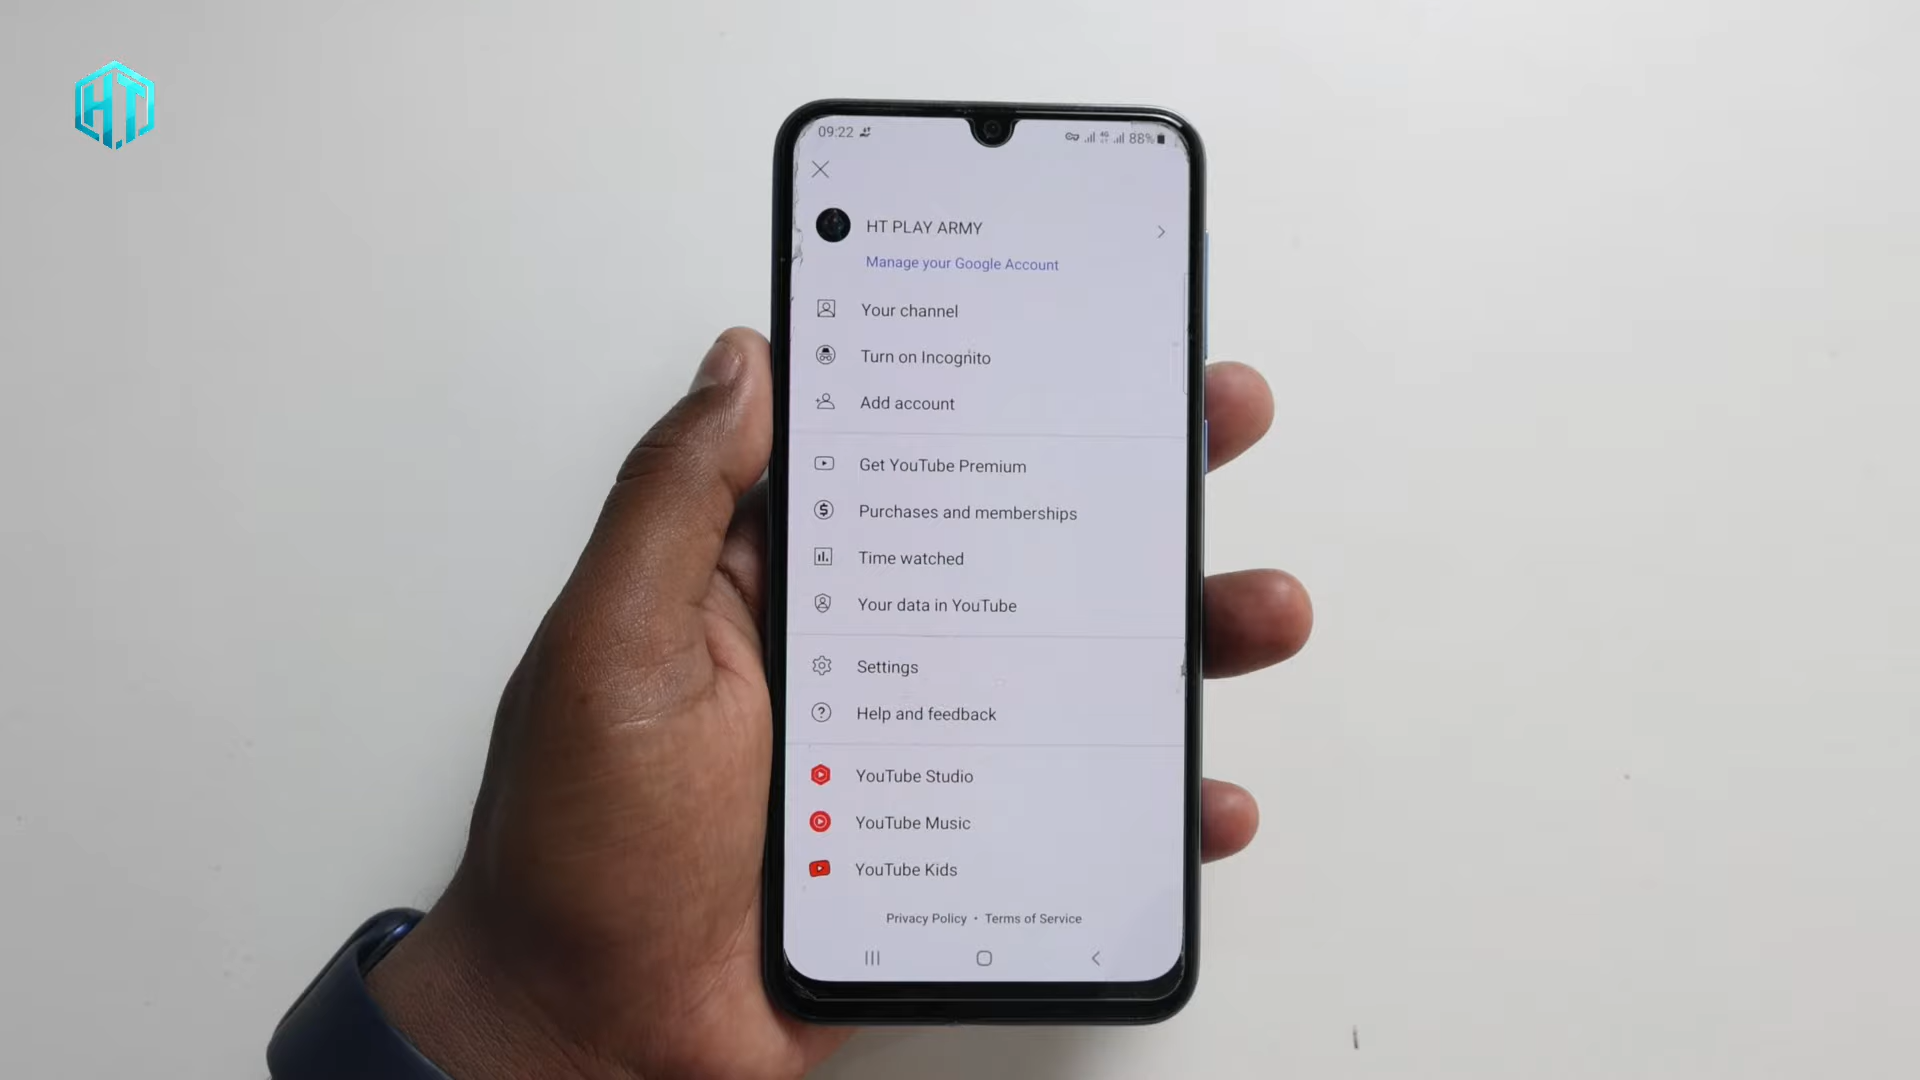 HT
09:22 4G 88%
HT PLAY ARMY
Manage your Google Account
Your channel
Turn on Incognito
Add account
Get YouTube Premium
Purchases and memberships
Time watched
Your data in YouTube
Settings
Help and feedback
YouTube Studio
YouTube Music
YouTube Kids
Privacy Policy • Terms of Service